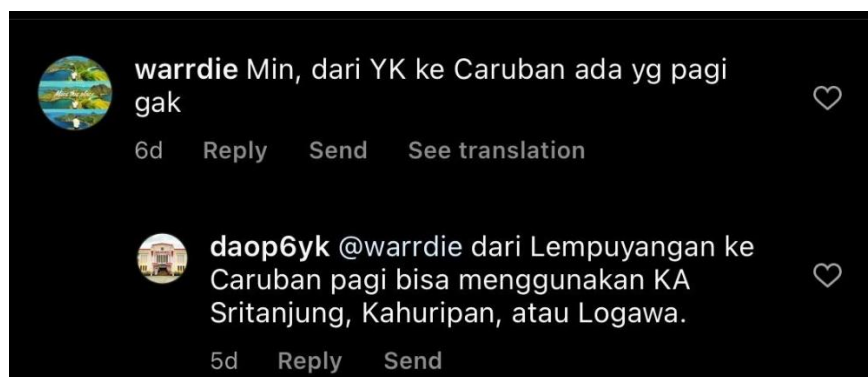 warrdie Min, dari YK ke Caruban ada yg pagi
gak
6d Reply Send See translation
daop6yk @warrdie dari Lempuyangan ke
Caruban pagi bisa menggunakan KA
Sritanjung, Kahuripan, atau Logawa.
5d Reply Send